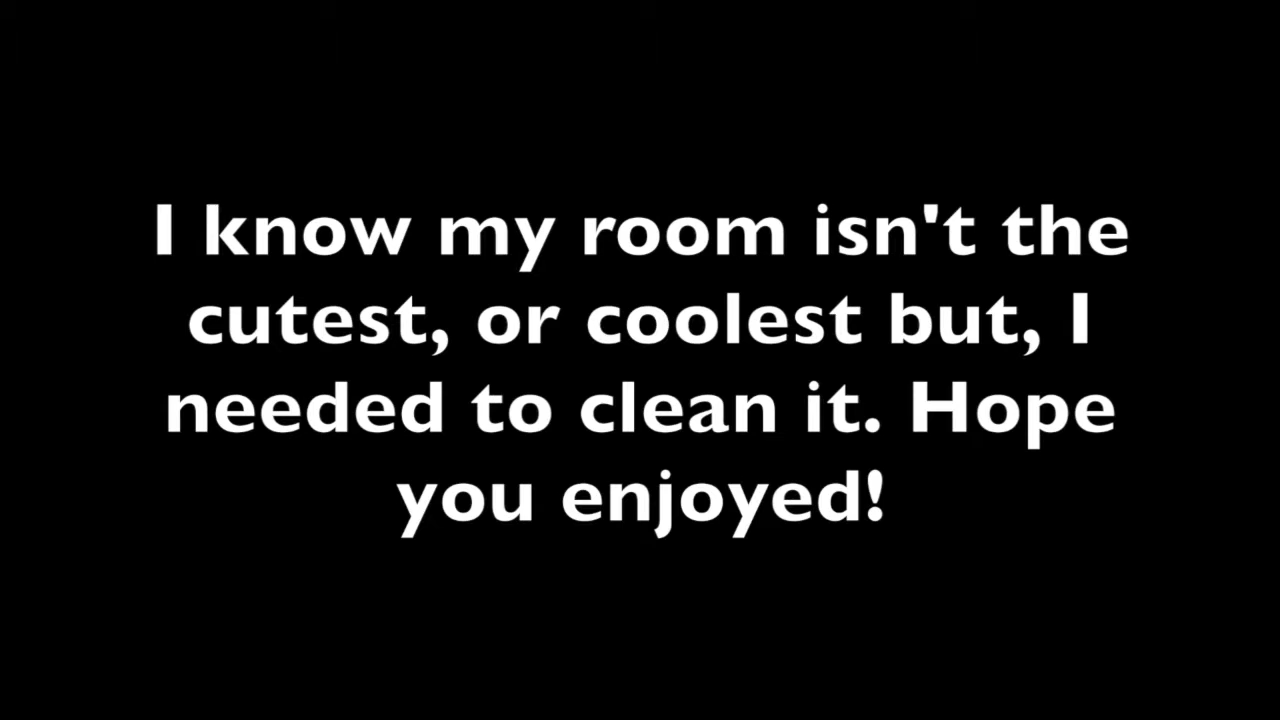 I know my room isn't the
cutest, or coolest but, I
needed to clean it. Hope
you enjoyed!